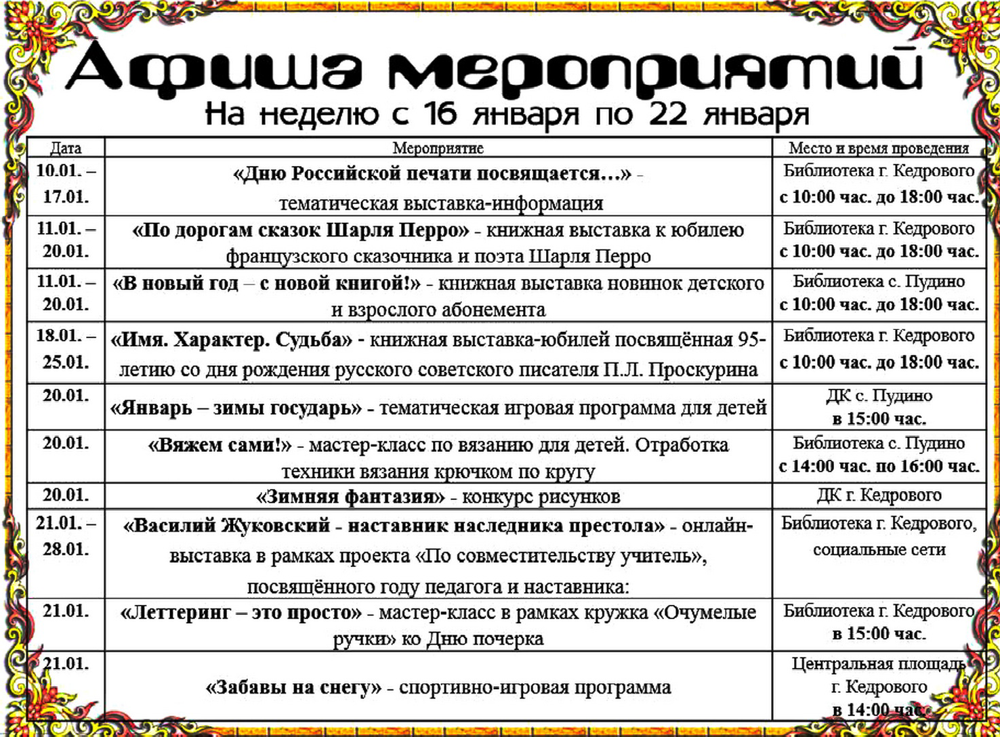 Афиша мероприятий
На неделю с 16 января по 22 января
Дата Мероприятие Место и время проведения
10.01. –
17.01.
«Дню Российской печати посвящается…» -
тематическая выставка-информация
Библиотека г. Кедрового
с 10:00 час. до 18:00 час.
11.01. –
20.01.
«По дорогам сказок Шарля Перро» - книжная выставка к юбилею
французского сказочника и поэта Шарля Перро
Библиотека г. Кедрового
с 10:00 час. до 18:00 час.
11.01. –
20.01.
«В новый год – с новой книгой!» - книжная выставка новинок детского
и взрослого абонемента
Библиотека с. Пудино
с 10:00 час. до 18:00 час.
18.01. –
25.01.
«Имя. Характер. Судьба» - книжная выставка-юбилей посвящённая 95-
летию со дня рождения русского советского писателя П.Л. Проскурина
Библиотека г. Кедрового
с 10:00 час. до 18:00 час.
20.01.
«Январь – зимы государь» - тематическая игровая программа для детей
ДК с. Пудино
в 15:00 час.
20.01.
«Вяжем сами!» - мастер-класс по вязанию для детей. Отработка
техники вязания крючком по кругу
Библиотека с. Пудино
с 14:00 час. по 16:00 час.
20.01.
«Зимняя фантазия» - конкурс рисунков
ДК г. Кедрового
21.01. –
28.01.
«Василий Жуковский - наставник наследника престола» - онлайн-
выставка в рамках проекта «По совместительству учитель»,
посвящённого году педагога и наставника:
Библиотека г. Кедрового,
социальные сети
21.01.
«Леттеринг – это просто» - мастер-класс в рамках кружка «Очумелые
ручки» ко Дню почерка
Библиотека г. Кедрового
в 15:00 час.
21.01.
«Забавы на снегу» - спортивно-игровая программа
Центральная площадь
г. Кедрового
в 14:00 час.